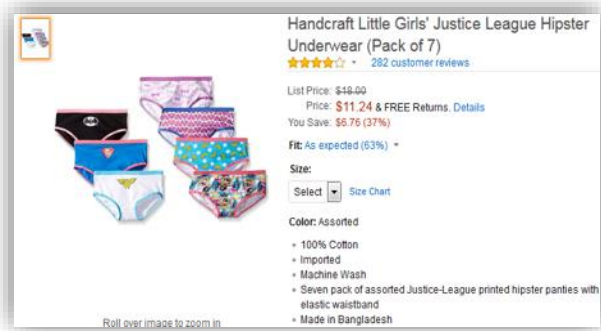 Handcraft Little Girls' Justice League Hipster
Underwear (Pack of 7)
282 customer reviews
List Price: $18.00
Price: $11.24 & FREE Returns. Details
You Save: $6.76 (37%)
Fit: As expected (63%)
Size:
Select Size Chart
Color: Assorted
100% Cotton
Imported
Machine Wash
Seven pack of assorted Justice-League printed hipster panties with
elastic waistband
Made in Bangladesh
Roll over image to zoom in